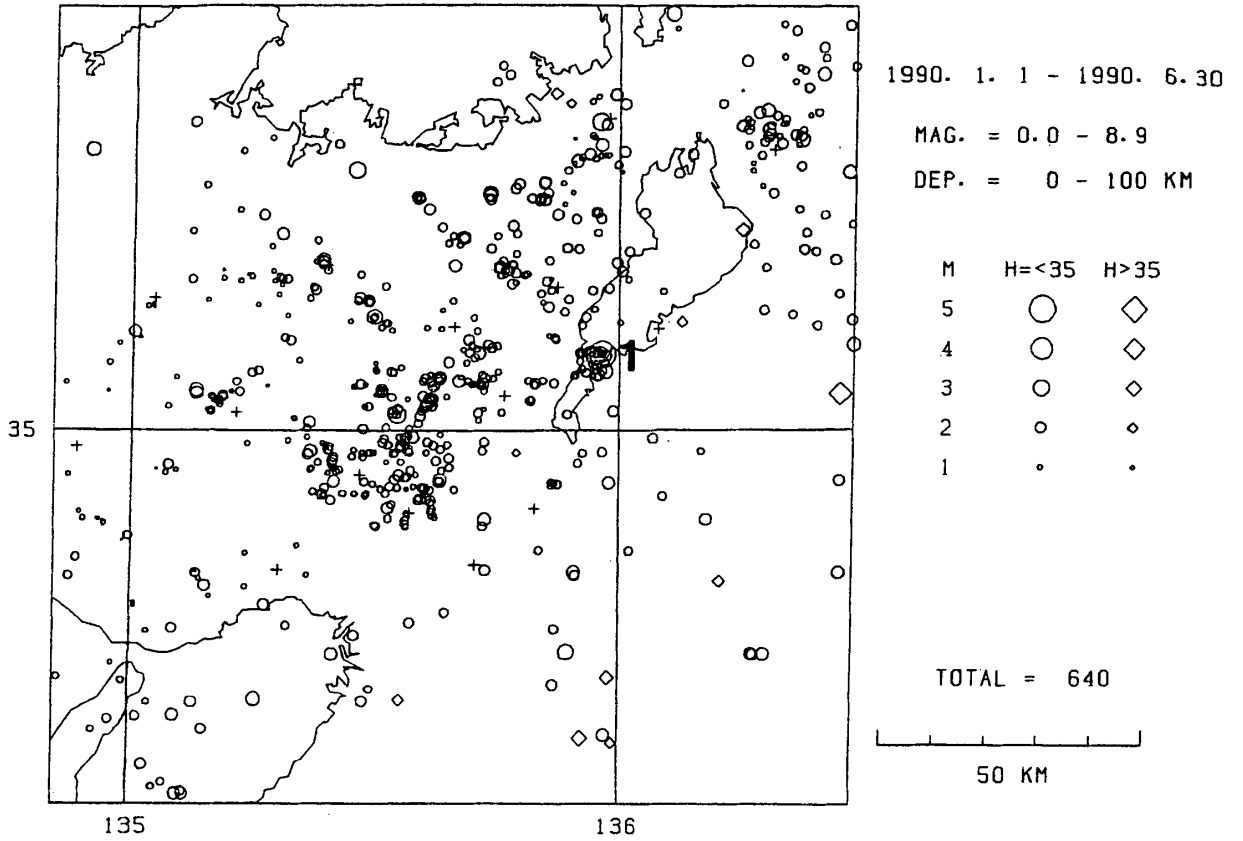 1990. 1. 1 - 1990. 6.30
MAG. = 0.0 - 8.9
DEP. = 0 - 100 KM
M H=<35 H>35
5
4
3
2
1
1
35
TOTAL = 640
50 KM
135 136